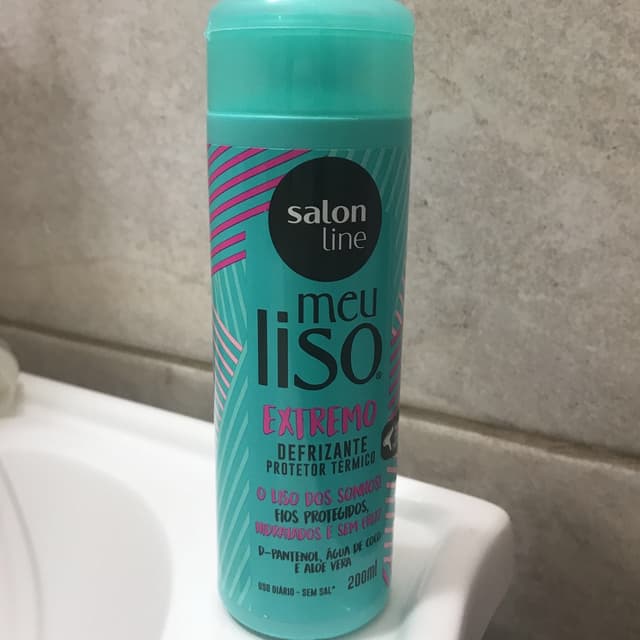 salon
line
meu
liso®
EXTREMO
DEFRIZANTE
PROTETOR TÉRMICO
O LISO DOS SONHOS!
FIOS PROTEGIDOS,
HIDRATADOS E SEM
D-PANTENOL, ÁGUA DE COCO
E ALOE VERA
USO DIÁRIO - SEM SAL*
200ml